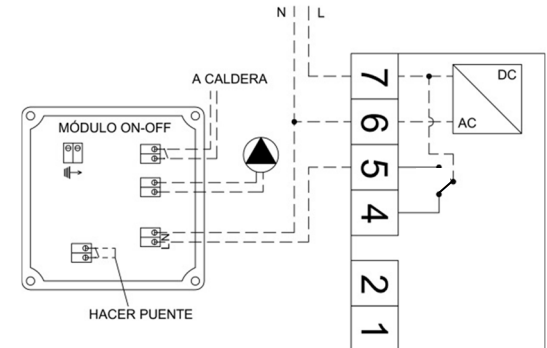 N L
A CALDERA
MÓDULO ON-OFF
HACER PUENTE
L N
7
6
5
4
2
1
DC
AC